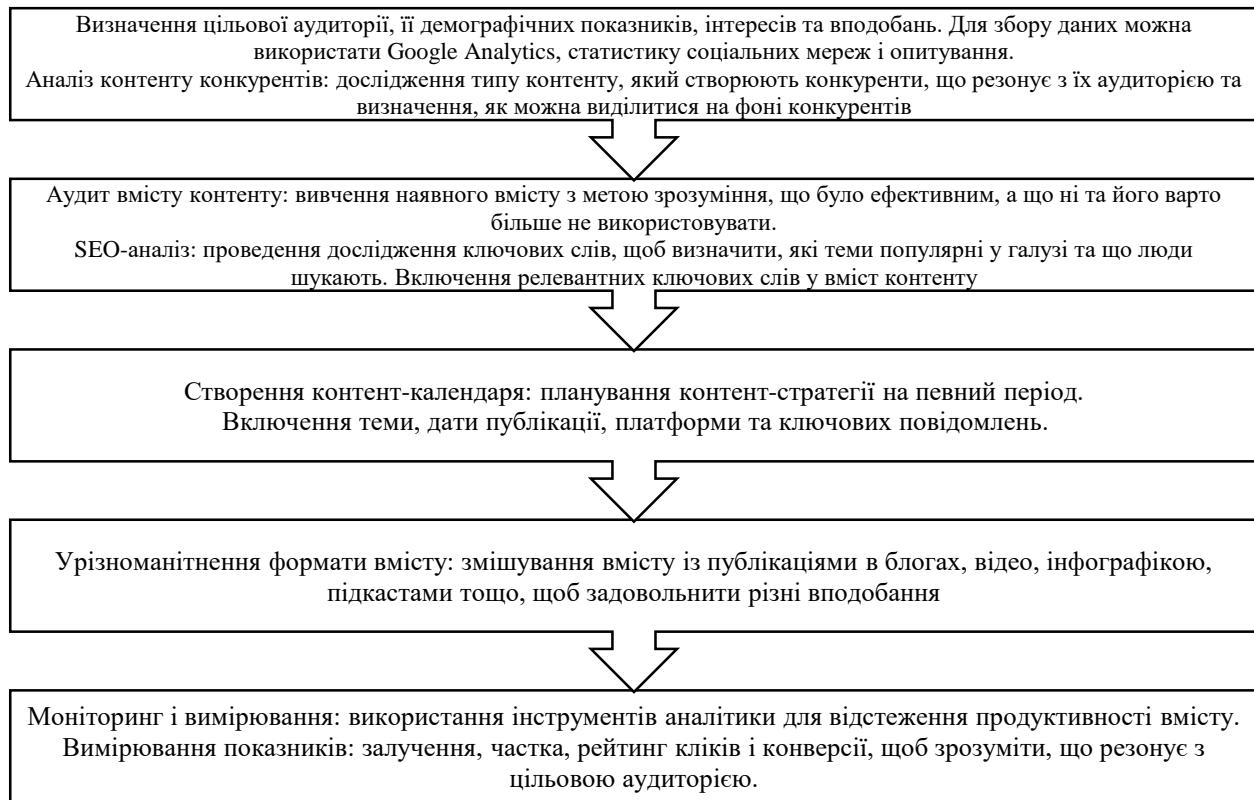 Визначення цільової аудиторії, її демографічних показників, інтересів та вподобань. Для збору даних можна
використати Google Analytics, статистику соціальних мереж і опитування.
Аналіз контенту конкурентів: дослідження типу контенту, який створюють конкуренти, що резонує з їх аудиторією та
визначення, як можна виділитися на фоні конкурентів
Аудит вмісту контенту: вивчення наявного вмісту з метою зрозуміння, що було ефективним, а що ні та його варто
більше не використовувати.
SEO-аналіз: проведення дослідження ключових слів, щоб визначити, які теми популярні у галузі та що люди
шукають. Включення релевантних ключових слів у вміст контенту
Створення контент-календаря: планування контент-стратегії на певний період.
Включення теми, дати публікації, платформи та ключових повідомлень.
Урізноманітнення формати вмісту: змішування вмісту із публікаціями в блогах, відео, інфографікою,
підкастами тощо, щоб задовольнити різні вподобання
Моніторинг і вимірювання: використання інструментів аналітики для відстеження продуктивності вмісту.
Вимірювання показників: залучення, частка, рейтинг кліків і конверсії, щоб зрозуміти, що резонує з
цільовою аудиторією.